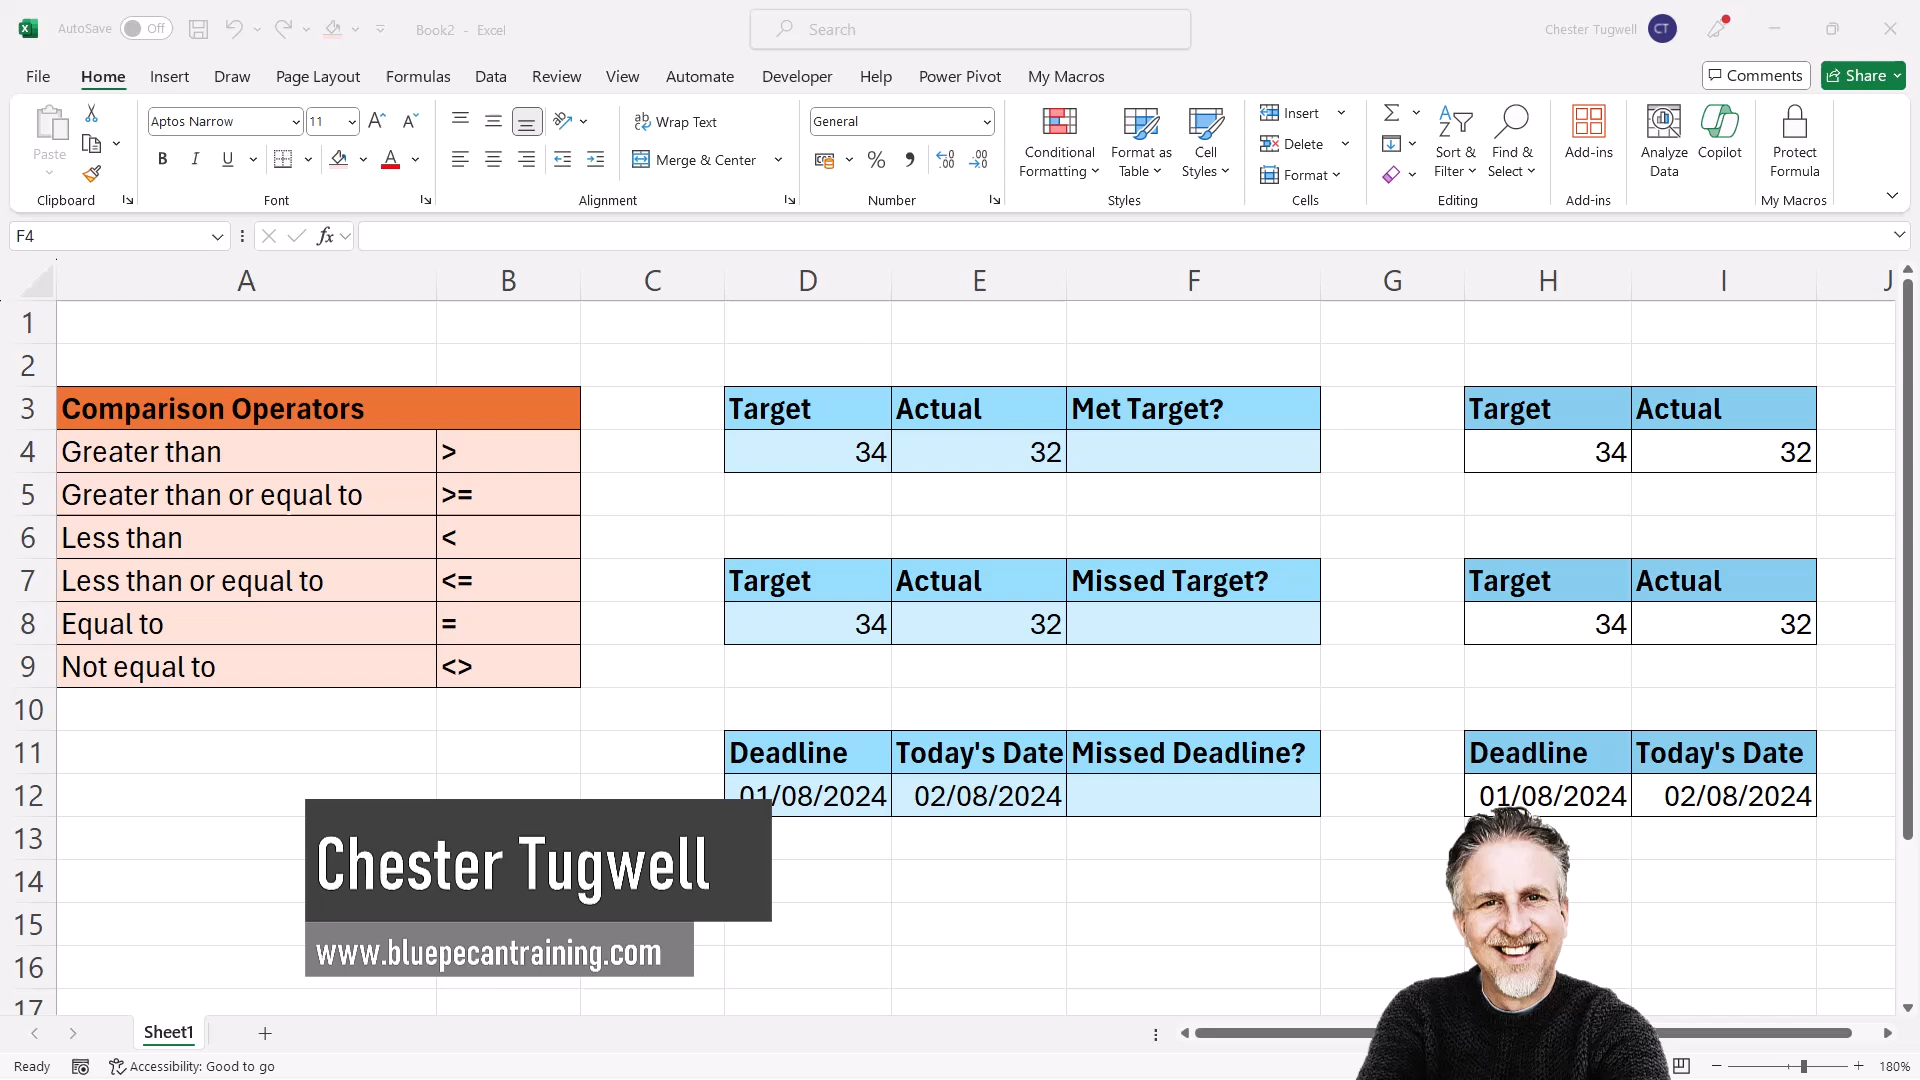 AutoSave Off Book2 - Excel Search Chester Tugwell CT
File Home Insert Draw Page Layout Formulas Data Review View Automate Developer Help Power Pivot My Macros Comments Share
Aptos Narrow 11 Wrap Text General Insert
Paste B I U Merge & Center % Conditional Formatting Format as Table Cell Styles Delete Sort & Filter Find & Select Add-ins Analyze Data Copilot Protect Formula
Format
Clipboard Font Alignment Number Styles Cells Editing Add-ins My Macros
F4 fx
A B C D E F G H I J
1
2
3 Comparison Operators Target Actual Met Target? Target Actual
4 Greater than > 34 32 34 32
5 Greater than or equal to >=
6 Less than <
7 Less than or equal to <= Target Actual Missed Target? Target Actual
8 Equal to = 34 32 34 32
9 Not equal to <>
10
11 Deadline Today's Date Missed Deadline? Deadline Today's Date
12 01/08/2024 02/08/2024 01/08/2024 02/08/2024
13
14
15
16
17
Chester Tugwell
www.bluepecantraining.com
Sheet1
Ready Accessibility: Good to go 180%